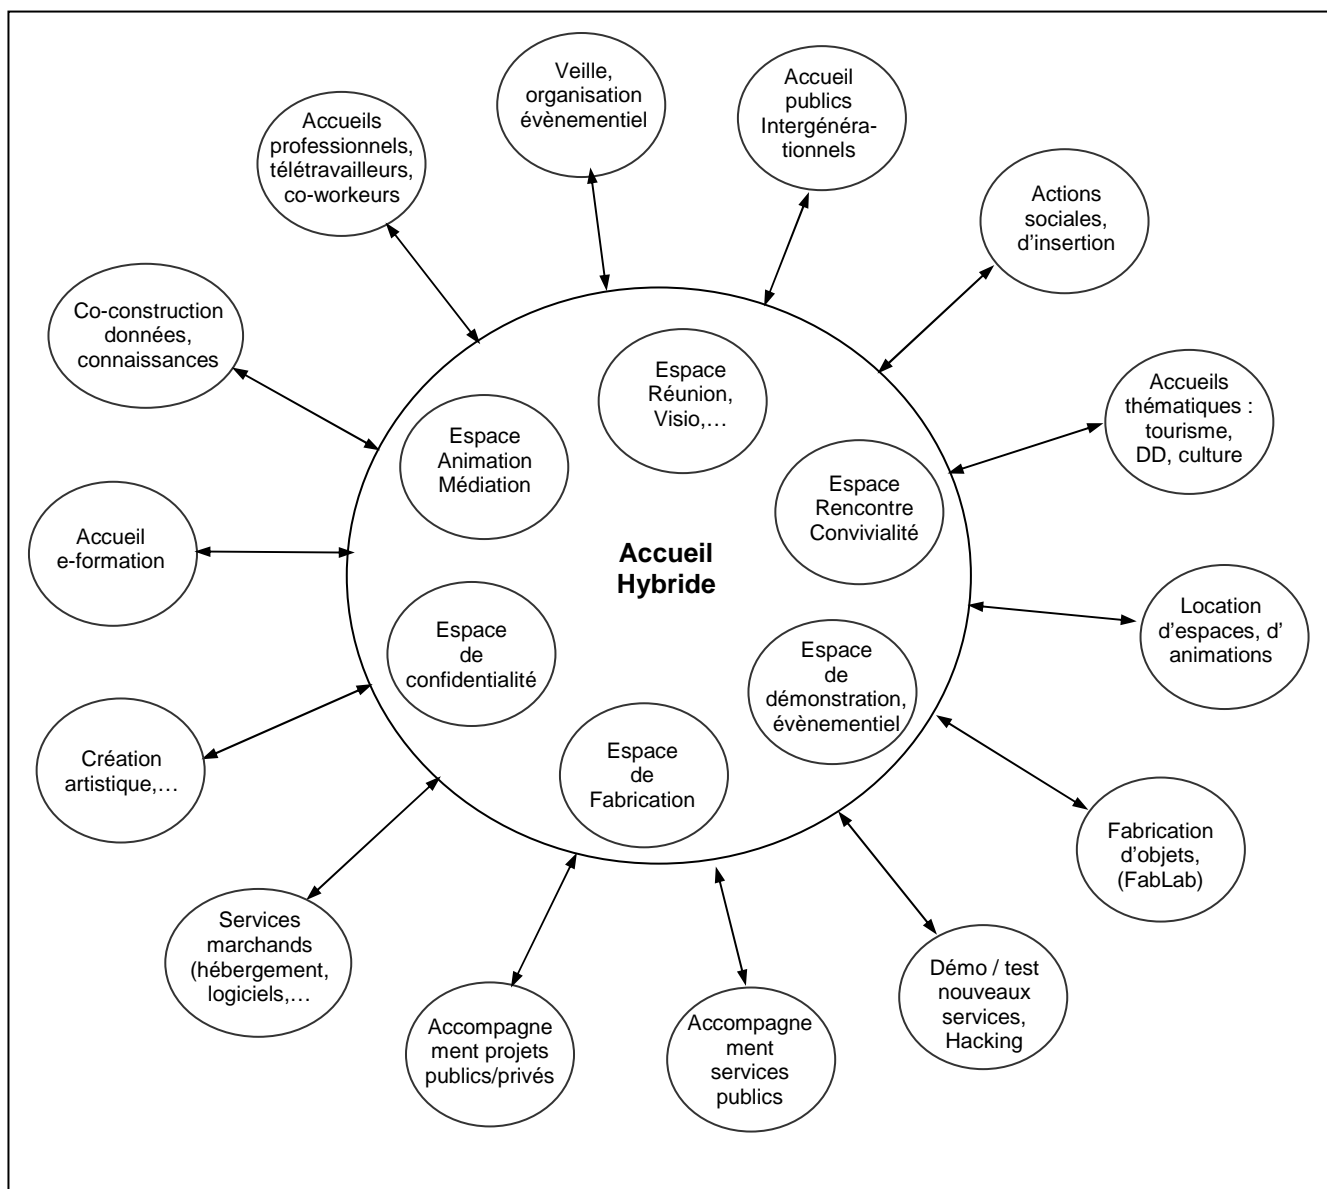 Veille,
organisation
évènementiel
Accueil
publics
Intergénéra-
tionnels
Accueils
professionnels,
télétravailleurs,
co-workeurs
Actions
sociales,
d'insertion
Co-construction
données,
connaissances
Accueils
thématiques :
tourisme,
DD, culture
Espace
Réunion,
Visio,…
Espace
Animation
Médiation
Espace
Rencontre
Convivialité
Accueil
e-formation
Accueil
Hybride
Location
d'espaces, d'
animations
Espace
de
confidentialité
Espace
de
démonstration,
évènementiel
Création
artistique,…
Espace
de
Fabrication
Fabrication
d'objets,
(FabLab)
Services
marchands
(hébergement,
logiciels,…
Démo / test
nouveaux
services,
Hacking
Accompagne
ment projets
publics/privés
Accompagne
ment
services
publics